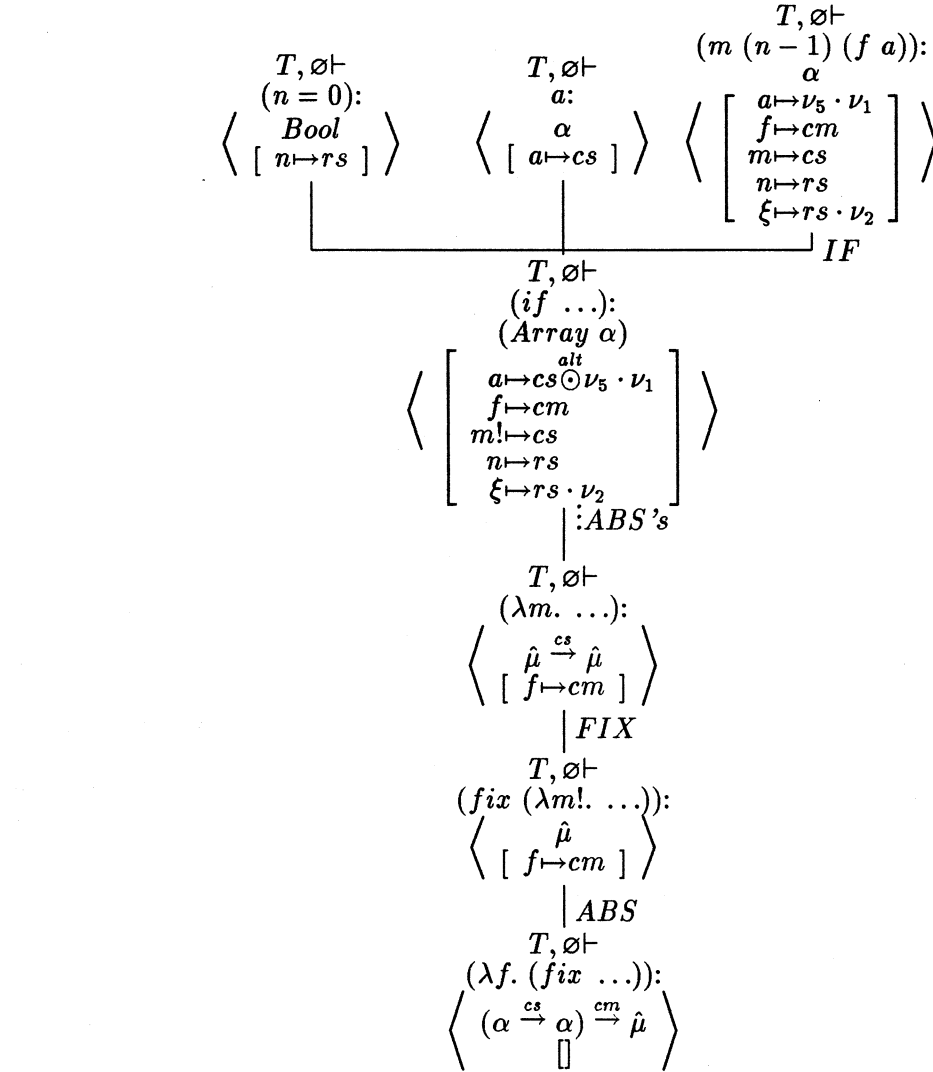 T, ∅⊢
(n = 0):
Bool
[ n↦rs ]
T, ∅⊢
a:
α
[ a↦cs ]
T, ∅⊢
(m (n − 1) (f a)):
α
a↦ν₅ · ν₁
f↦cm
m↦cs
n↦rs
ξ↦rs · ν₂
IF
T, ∅⊢
(if …):
(Array α)
alt
a↦cs⊙ν₅ · ν₁
f↦cm
m!↦cs
n↦rs
ξ↦rs · ν₂
⋮ABS's
T, ∅⊢
(λm. …):
cs
μ̂ → μ̂
[ f↦cm ]
FIX
T, ∅⊢
(fix (λm!. …)):
μ̂
[ f↦cm ]
ABS
T, ∅⊢
(λf. (fix …)):
cs cm
(α → α) → μ̂
[]